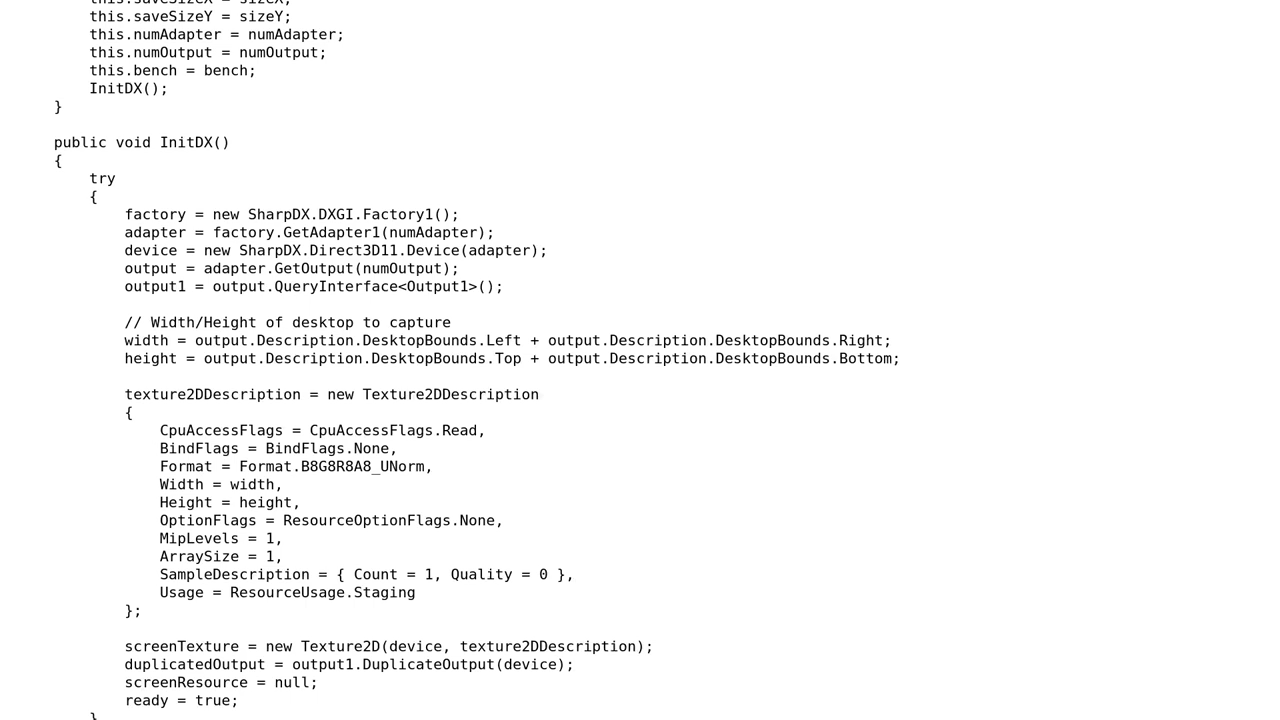 this.saveSizeX = sizeX;
this.saveSizeY = sizeY;
this.numAdapter = numAdapter;
this.numOutput = numOutput;
this.bench = bench;
InitDX();
}
public void InitDX()
{
try
{
factory = new SharpDX.DXGI.Factory1();
adapter = factory.GetAdapter1(numAdapter);
device = new SharpDX.Direct3D11.Device(adapter);
output = adapter.GetOutput(numOutput);
output1 = output.QueryInterface<Output1>();
// Width/Height of desktop to capture
width = output.Description.DesktopBounds.Left + output.Description.DesktopBounds.Right;
height = output.Description.DesktopBounds.Top + output.Description.DesktopBounds.Bottom;
texture2DDescription = new Texture2DDescription
{
CpuAccessFlags = CpuAccessFlags.Read,
BindFlags = BindFlags.None,
Format = Format.B8G8R8A8_UNorm,
Width = width,
Height = height,
OptionFlags = ResourceOptionFlags.None,
MipLevels = 1,
ArraySize = 1,
SampleDescription = { Count = 1, Quality = 0 },
Usage = ResourceUsage.Staging
};
screenTexture = new Texture2D(device, texture2DDescription);
duplicatedOutput = output1.DuplicateOutput(device);
screenResource = null;
ready = true;
}